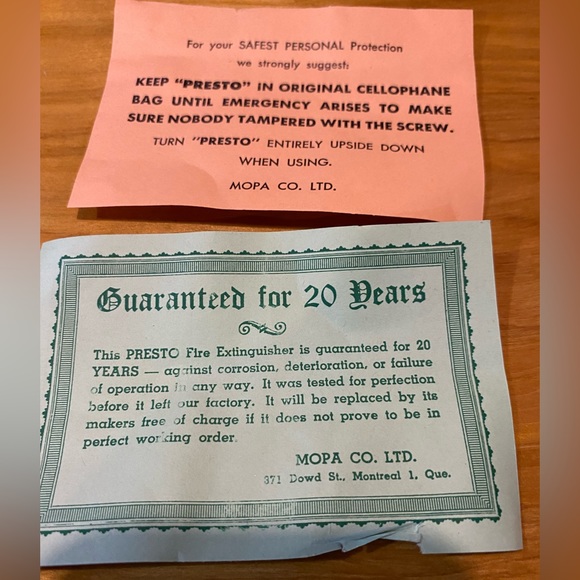 For your SAFEST PERSONAL Protection
we strongly suggest:
KEEP "PRESTO" IN ORIGINAL CELLOPHANE
BAG UNTIL EMERGENCY ARISES TO MAKE
SURE NOBODY TAMPERED WITH THE SCREW.
TURN "PRESTO" ENTIRELY UPSIDE DOWN
WHEN USING.
MOPA CO. LTD.
Guaranteed for 20 Years
This PRESTO Fire Extinguisher is guaranteed for 20
YEARS — against corrosion, deterioration, or failure
of operation in any way. It was tested for perfection
before it left our factory. It will be replaced by its
makers free of charge if it does not prove to be in
perfect working order.
MOPA CO. LTD.
371 Dowd St., Montreal 1, Que.